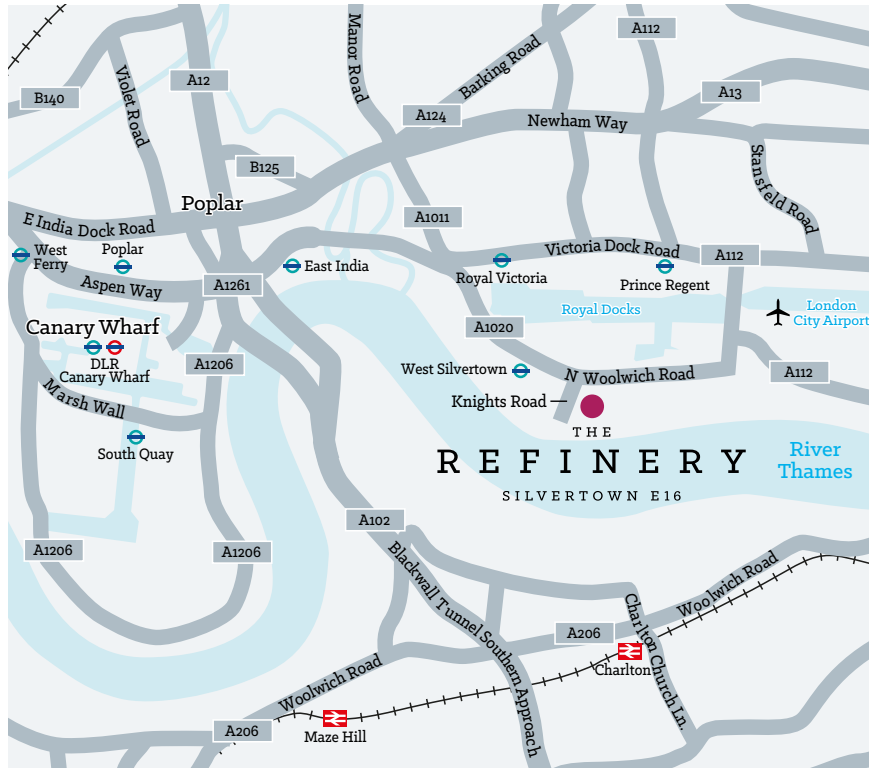 A112
Manor Road
Barking Road
Violet Road
A12
A13
B140
A124
Newham Way
B125
Stansfeld Road
Poplar
A1011
E India Dock Road
West
Ferry
Poplar
East India
Victoria Dock Road
A112
Royal Victoria
Prince Regent
Aspen Way
A1261
Royal Docks
London
City Airport
Canary Wharf
A1020
DLR
Canary Wharf
A1206
West Silvertown
N Woolwich Road
A112
Marsh Wall
Knights Road
THE
REFINERY
SILVERTOWN E16
River
Thames
South Quay
A102
A1206
A1206
Blackwall Tunnel Southern Approach
Woolwich Road
Charlton Church Ln.
A206
Charlton
Woolwich Road
A206
Maze Hill